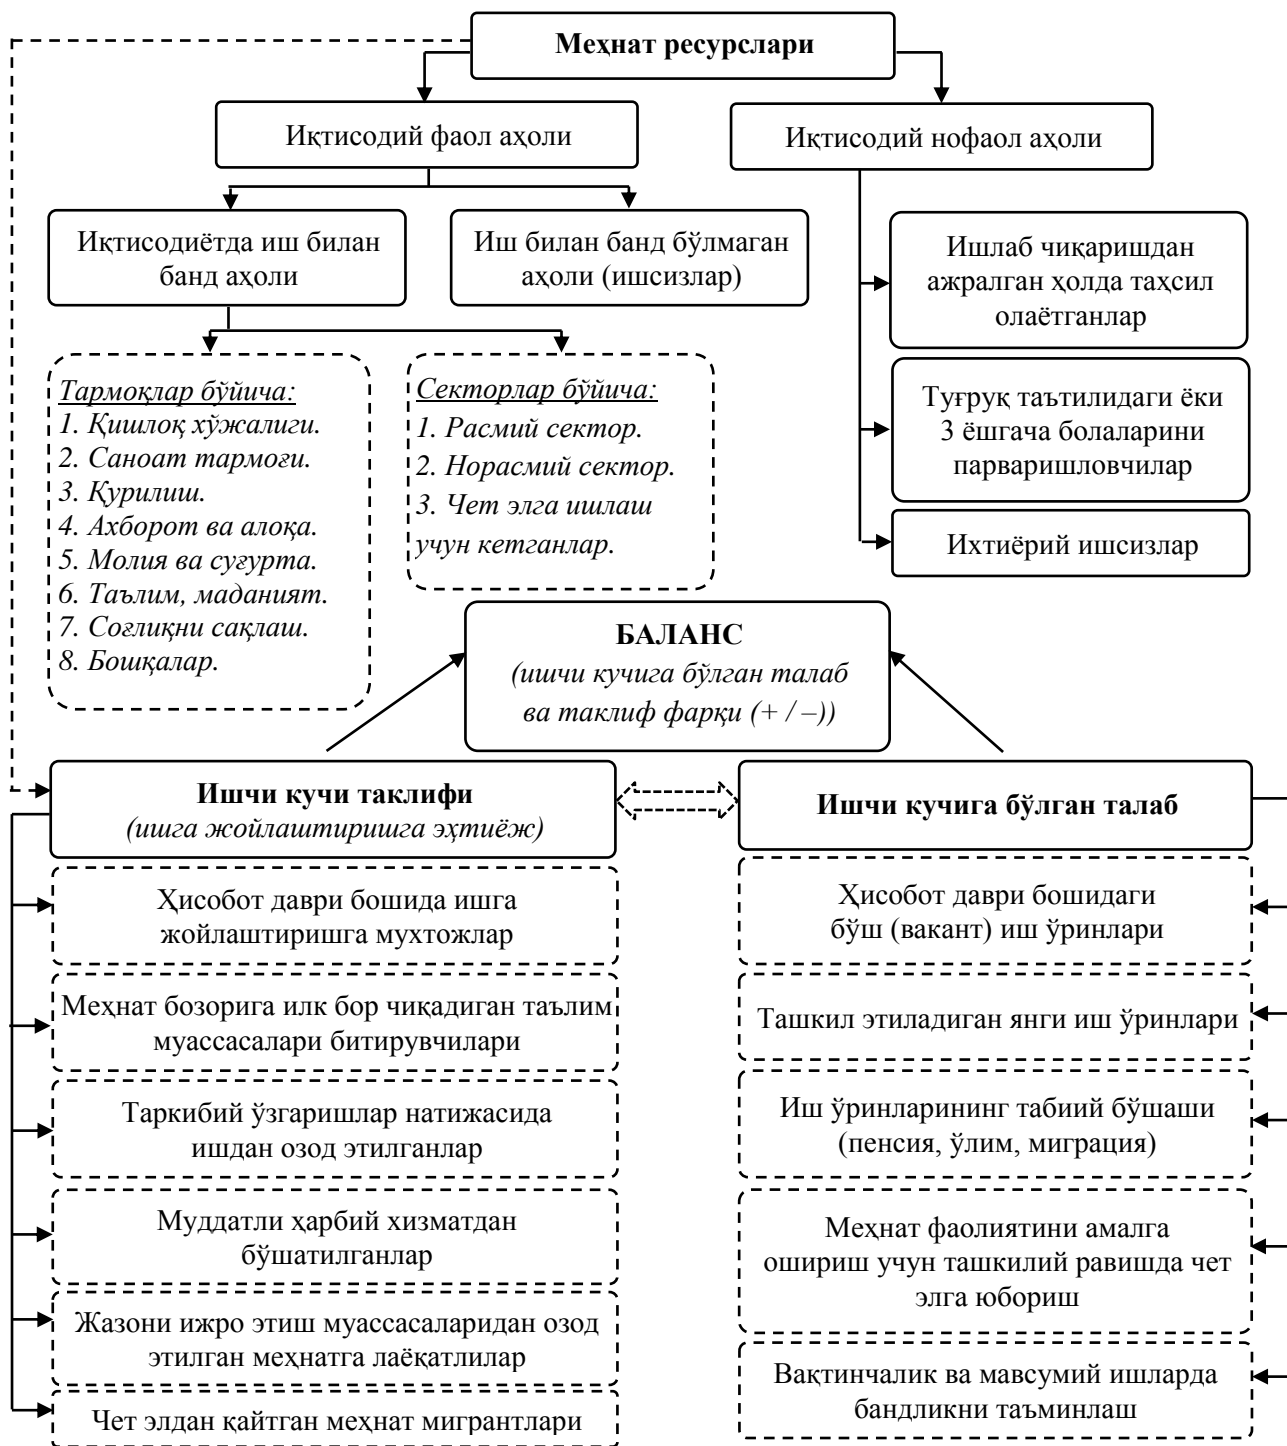 Меҳнат ресурслари
Иқтисодий фаол аҳоли
Иқтисодий нофаол аҳоли
Иқтисодиётда иш билан
банд аҳоли
Иш билан банд бўлмаган
аҳоли (ишсизлар)
Ишлаб чиқаришдан
ажралган ҳолда таҳсил
олаётганлар
Туғруқ таътилидаги ёки
3 ёшгача болаларини
парваришловчилар
Ихтиёрий ишсизлар
Тармоқлар бўйича:
1. Қишлоқ хўжалиги.
2. Саноат тармоғи.
3. Қурилиш.
4. Ахборот ва алоқа.
5. Молия ва суғурта.
6. Таълим, маданият.
7. Соғлиқни сақлаш.
8. Бошқалар.
Секторлар бўйича:
1. Расмий сектор.
2. Норасмий сектор.
3. Чет элга ишлаш
учун кетганлар.
БАЛАНС
(ишчи кучига бўлган талаб
ва таклиф фарқи (+ / –))
Ишчи кучи таклифи
(ишга жойлаштиришга эҳтиёж)
Ҳисобот даври бошида ишга
жойлаштиришга мухтожлар
Меҳнат бозорига илк бор чиқадиган таълим
муассасалари битирувчилари
Таркибий ўзгаришлар натижасида
ишдан озод этилганлар
Муддатли ҳарбий хизматдан
бўшатилганлар
Жазони ижро этиш муассасаларидан озод
этилган меҳнатга лаёқатлилар
Чет элдан қайтган меҳнат мигрантлари
Ишчи кучига бўлган талаб
Ҳисобот даври бошидаги
бўш (вакант) иш ўринлари
Ташкил этиладиган янги иш ўринлари
Иш ўринларининг табиий бўшаши
(пенсия, ўлим, миграция)
Меҳнат фаолиятини амалга
ошириш учун ташкилий равишда чет
элга юбориш
Вақтинчалик ва мавсумий ишларда
бандликни таъминлаш